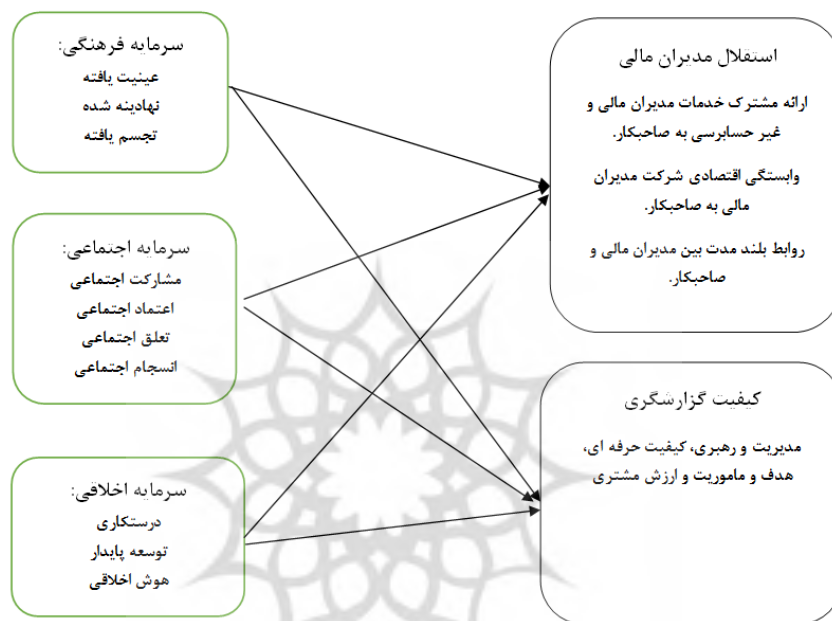 سرمایه فرهنگی:
عینیت یافته
نهادینه شده
تجسم یافته
سرمایه اجتماعی:
مشارکت اجتماعی
اعتماد اجتماعی
تعلق اجتماعی
انسجام اجتماعی
سرمایه اخلاقی:
درستکاری
توسعه پایدار
هوش اخلاقی
استقلال مدیران مالی
ارائه مشترک خدمات مدیران مالی و
غیر حسابرسی به صاحبکار.
وابستگی اقتصادی شرکت مدیران
مالی به صاحبکار.
روابط بلند مدت بین مدیران مالی و
صاحبکار.
کیفیت گزارشگری
مدیریت و رهبری، کیفیت حرفه ای،
هدف و ماموریت و ارزش مشتری